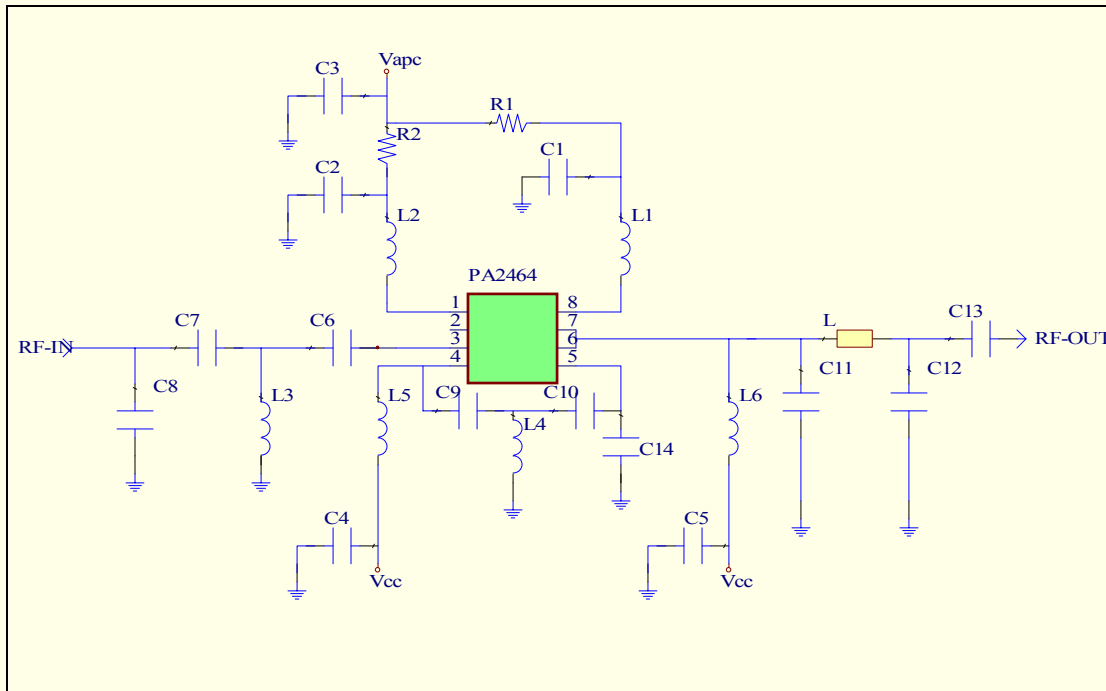 Vapc
C3
R1
R2
C1
C2
L2
L1
PA2464
1
8
2
7
3
6
4
5
C7
C6
L
C13
RF-IN
RF-OUT
C8
L3
L5
C9
C10
L6
C11
C12
L4
C14
C4
C5
Vcc
Vcc